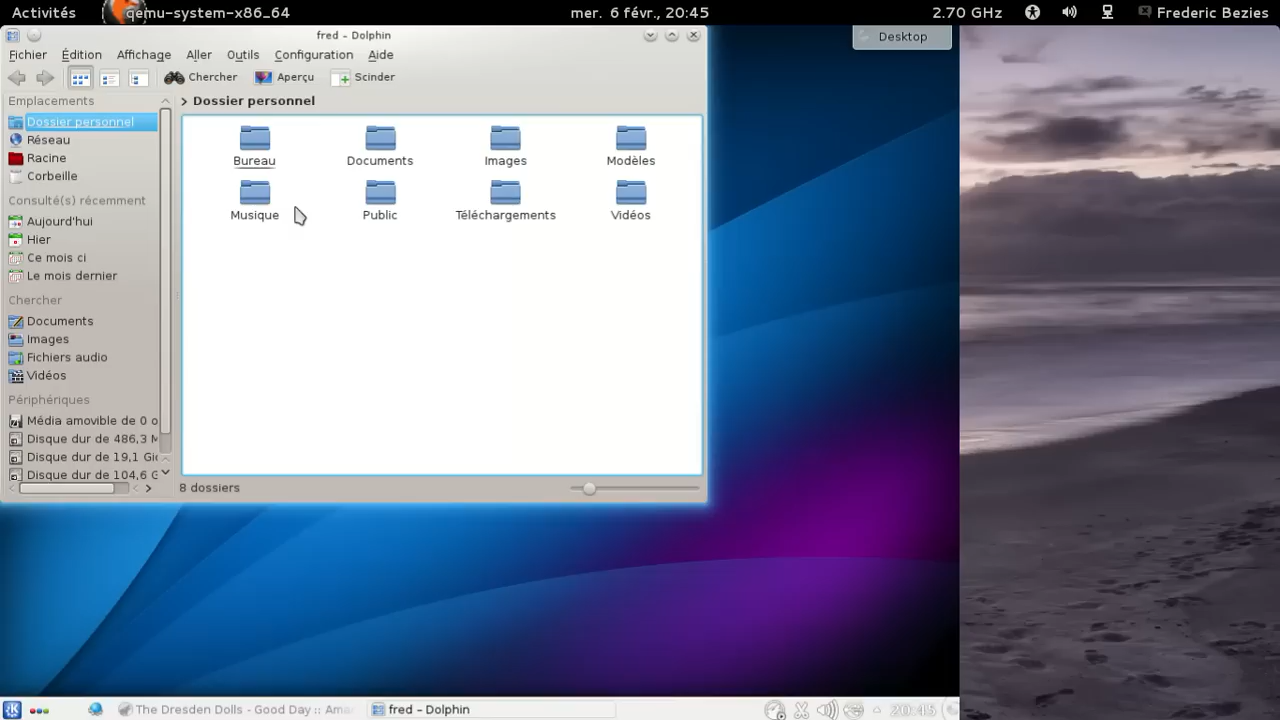 Activités qemu-system-x86_64 mer. 6 févr., 20:45 2.70 GHz Frederic Bezies
fred – Dolphin
Desktop
Fichier Édition Affichage Aller Outils Configuration Aide
Chercher Aperçu Scinder
Emplacements
Dossier personnel
Réseau
Racine
Corbeille
Consulté(s) récemment
Aujourd'hui
Hier
Ce mois ci
Le mois dernier
Chercher
Documents
Images
Fichiers audio
Vidéos
Périphériques
Média amovible de 0 o
Disque dur de 486,3 M
Disque dur de 19,1 Gi
Disque dur de 104,6 G
> Dossier personnel
Bureau Documents Images Modèles
Musique Public Téléchargements Vidéos
8 dossiers
The Dresden Dolls - Good Day :: Ama fred – Dolphin 20:45